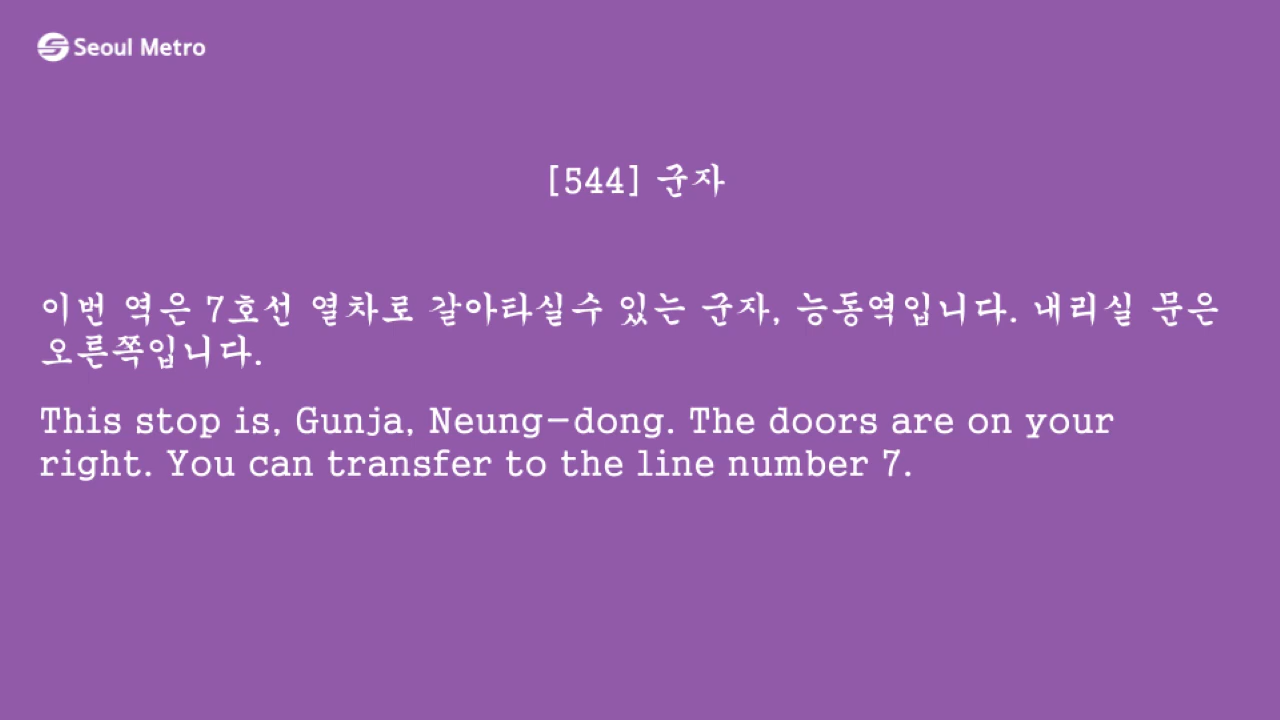 Seoul Metro
[544] 군자
이번 역은 7호선 열차로 갈아타실수 있는 군자, 능동역입니다. 내리실 문은
오른쪽입니다.
This stop is, Gunja, Neung-dong. The doors are on your
right. You can transfer to the line number 7.